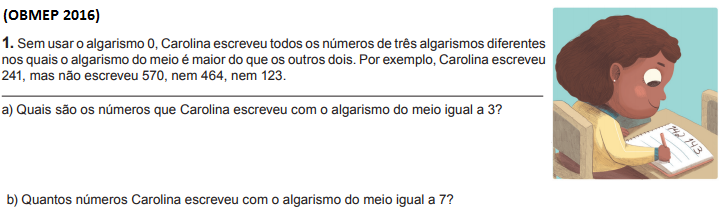 (OBMEP 2016)
1. Sem usar o algarismo 0, Carolina escreveu todos os números de três algarismos diferentes
nos quais o algarismo do meio é maior do que os outros dois. Por exemplo, Carolina escreveu
241, mas não escreveu 570, nem 464, nem 123.
a) Quais são os números que Carolina escreveu com o algarismo do meio igual a 3?
142 143
b) Quantos números Carolina escreveu com o algarismo do meio igual a 7?